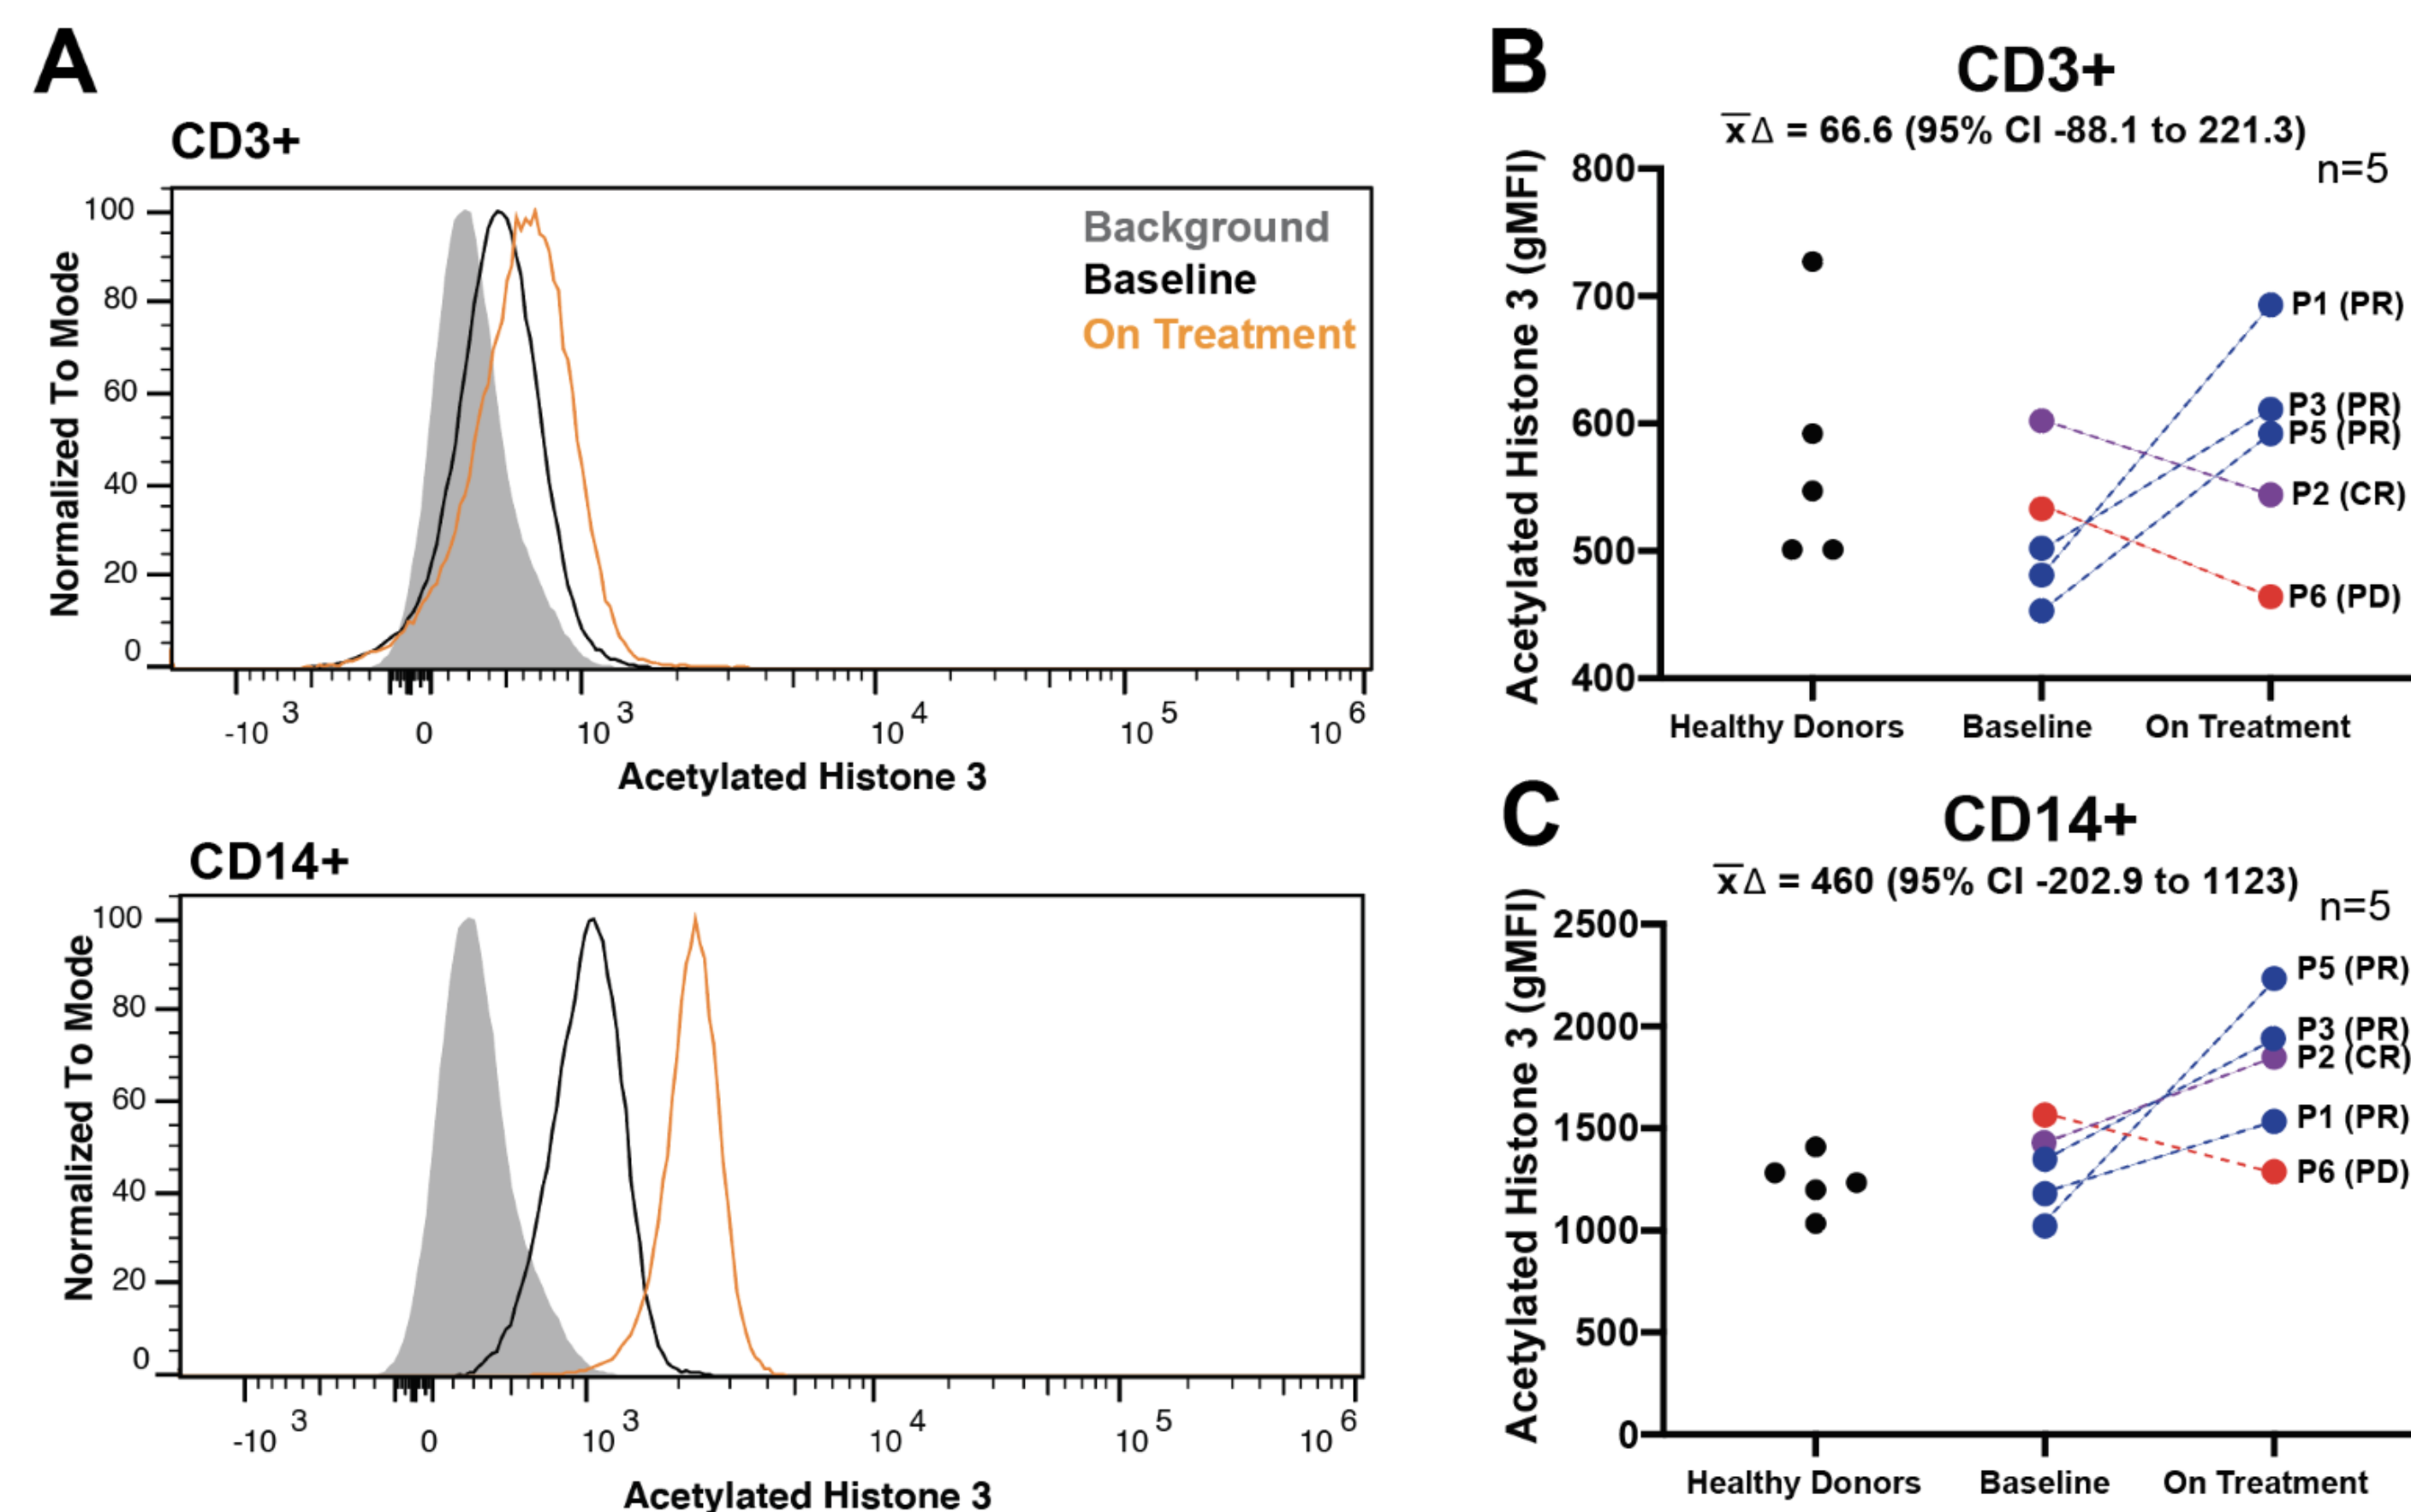 A
CD3+
Normalized To Mode
100
80
60
40
20
0
Background
Baseline
On Treatment
-10 3
0
10 3
10 4
10 5
10 6
Acetylated Histone 3
CD14+
Normalized To Mode
100
80
60
40
20
0
-10 3
0
10 3
10 4
10 5
10 6
Acetylated Histone 3
B
CD3+
x̅Δ = 66.6 (95% CI -88.1 to 221.3)
n=5
Acetylated Histone 3 (gMFI)
800
700
600
500
400
P1 (PR)
P3 (PR)
P5 (PR)
P2 (CR)
P6 (PD)
Healthy Donors
Baseline
On Treatment
C
CD14+
x̅Δ = 460 (95% CI -202.9 to 1123)
n=5
Acetylated Histone 3 (gMFI)
2500
2000
1500
1000
500
0
P5 (PR)
P3 (PR)
P2 (CR)
P1 (PR)
P6 (PD)
Healthy Donors
Baseline
On Treatment